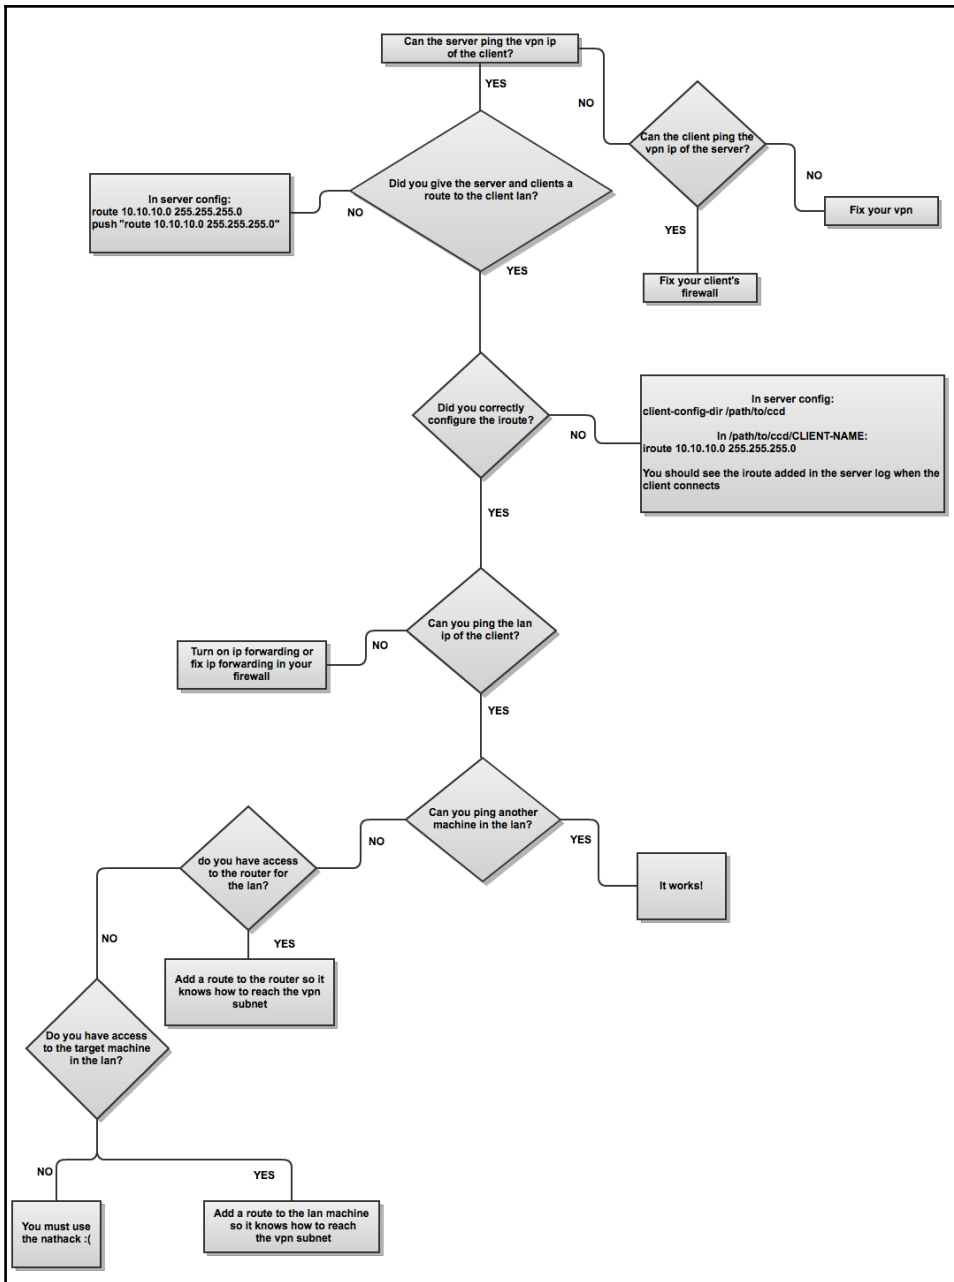 Can the server ping the vpn ip
of the client?
YES
NO
Can the client ping the
vpn ip of the server?
NO
Fix your vpn
YES
Fix your client's
firewall
Did you give the server and clients a
route to the client lan?
NO
In server config:
route 10.10.10.0 255.255.255.0
push "route 10.10.10.0 255.255.255.0"
YES
Did you correctly
configure the iroute?
NO
In server config:
client-config-dir /path/to/ccd
In /path/to/ccd/CLIENT-NAME:
iroute 10.10.10.0 255.255.255.0
You should see the iroute added in the server log when the
client connects
YES
Can you ping the lan
ip of the client?
NO
Turn on ip forwarding or
fix ip forwarding in your
firewall
YES
Can you ping another
machine in the lan?
YES
It works!
NO
do you have access
to the router for
the lan?
YES
Add a route to the router so it
knows how to reach the vpn
subnet
NO
Do you have access
to the target machine
in the lan?
NO
You must use
the nathack :(
YES
Add a route to the lan machine
so it knows how to reach
the vpn subnet